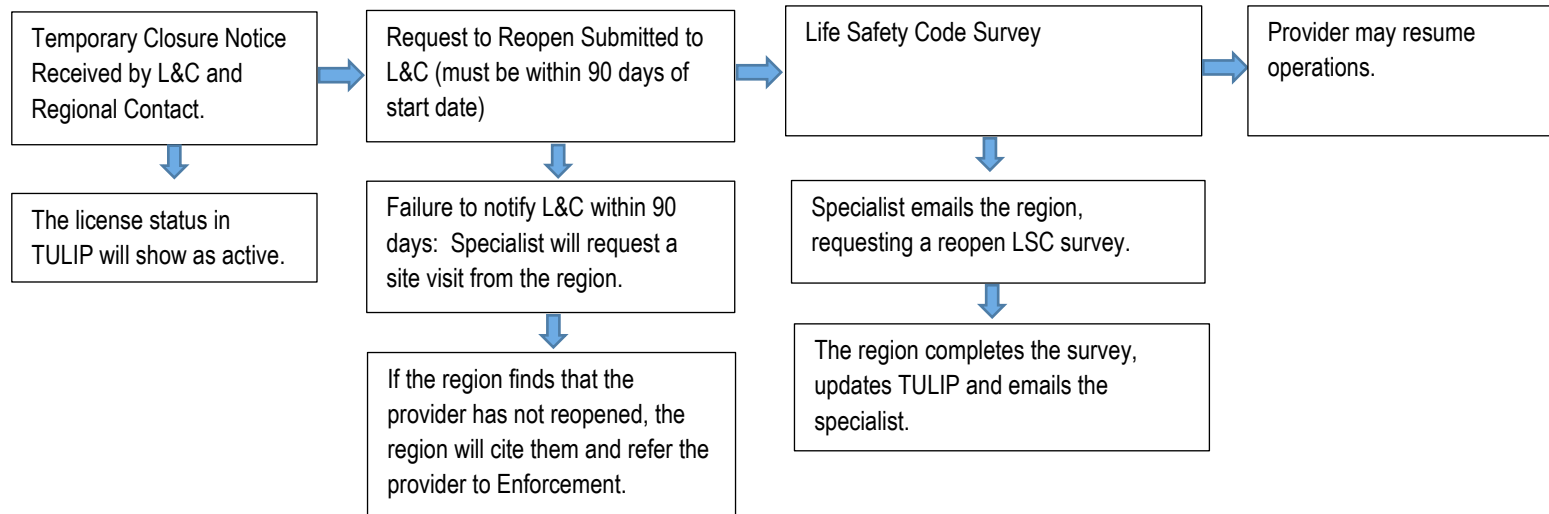 Temporary Closure Notice
Received by L&C and
Regional Contact.
Request to Reopen Submitted to
L&C (must be within 90 days of
start date)
Life Safety Code Survey
Provider may resume
operations.
The license status in
TULIP will show as active.
Failure to notify L&C within 90
days:  Specialist will request a
site visit from the region.
Specialist emails the region,
requesting a reopen LSC survey.
If the region finds that the
provider has not reopened, the
region will cite them and refer the
provider to Enforcement.
The region completes the survey,
updates TULIP and emails the
specialist.